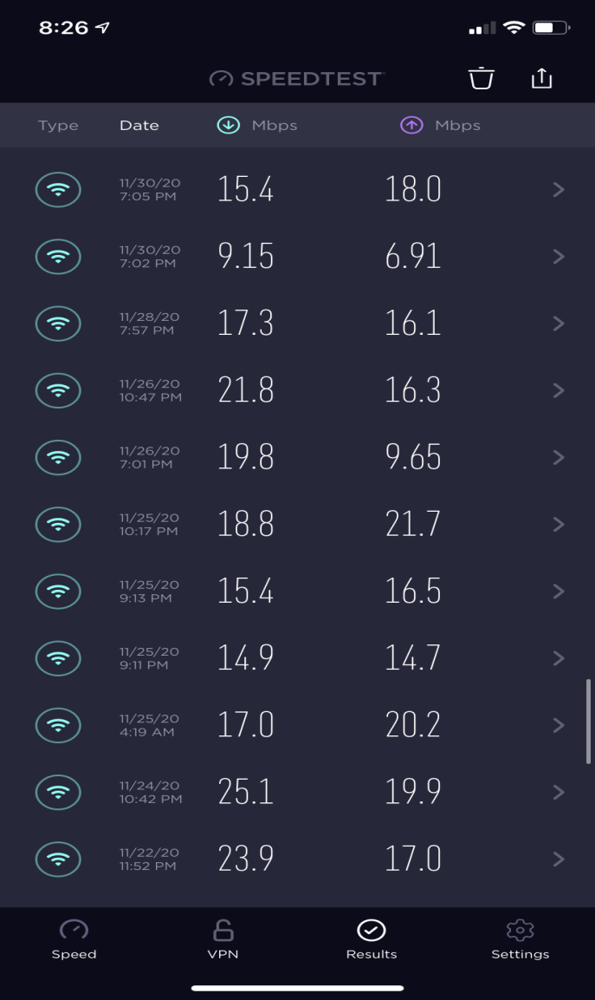 8:26
SPEEDTEST
Type Date Mbps Mbps
11/30/20
7:05 PM
15.4 18.0
11/30/20
7:02 PM
9.15 6.91
11/28/20
7:57 PM
17.3 16.1
11/26/20
10:47 PM
21.8 16.3
11/26/20
7:01 PM
19.8 9.65
11/25/20
10:17 PM
18.8 21.7
11/25/20
9:13 PM
15.4 16.5
11/25/20
9:11 PM
14.9 14.7
11/25/20
4:19 AM
17.0 20.2
11/24/20
10:42 PM
25.1 19.9
11/22/20
11:52 PM
23.9 17.0
Speed VPN Results Settings